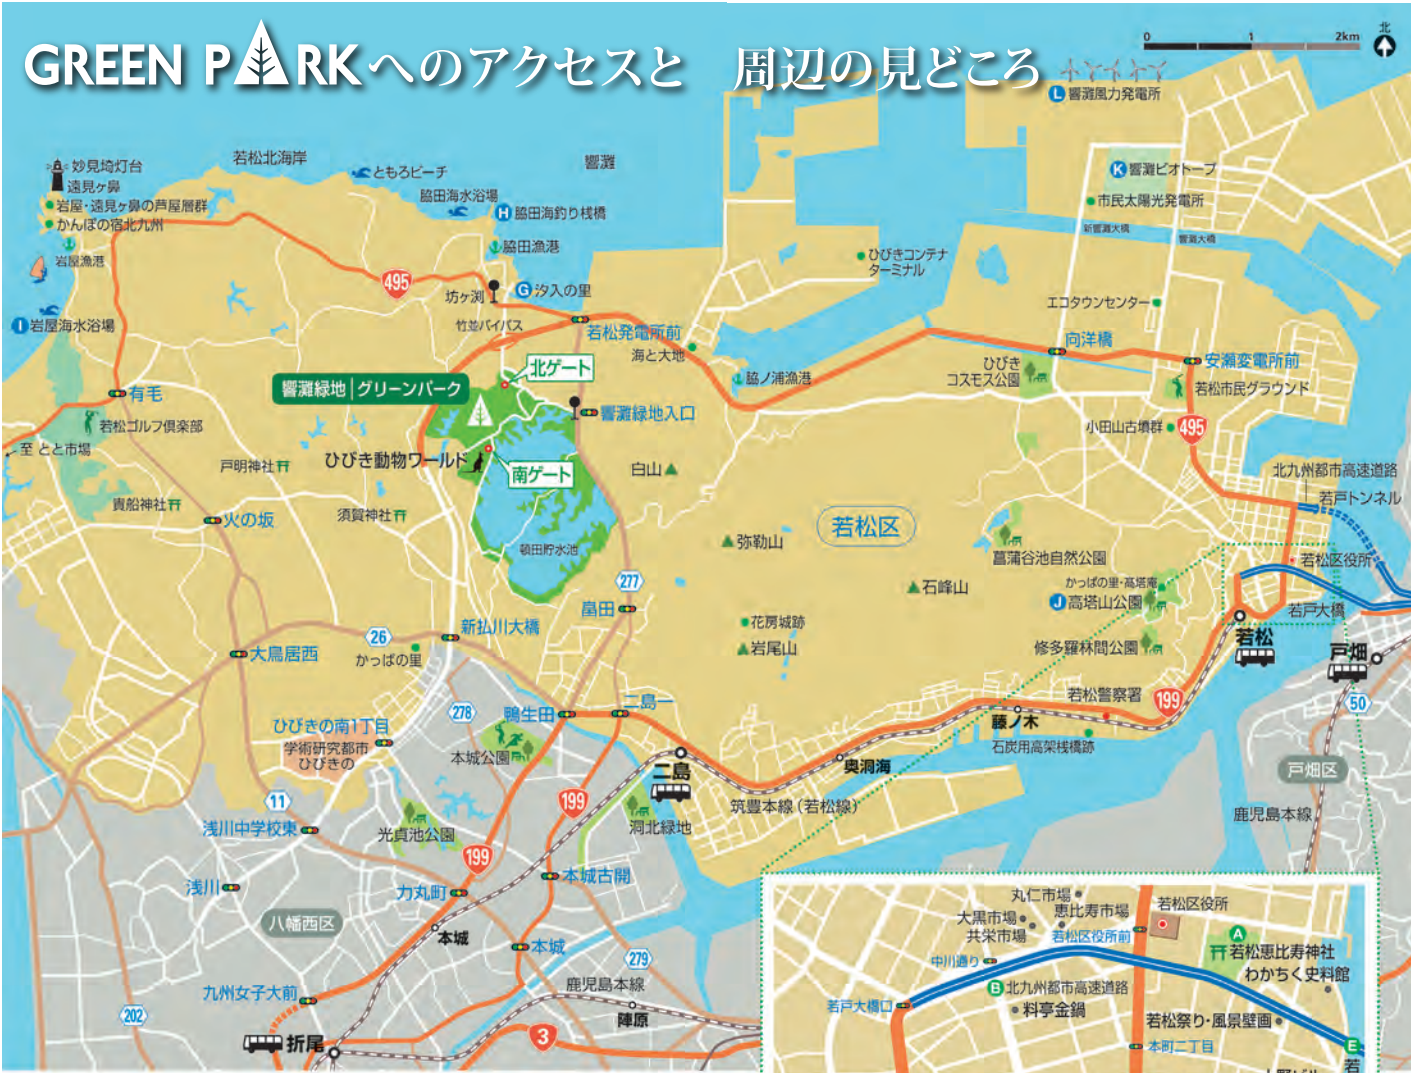 GREEN PARKへのアクセスと 周辺の見どころ
北
0 1 2km
L 響灘風力発電所
K 響灘ビオトープ
市民太陽光発電所
新響灘大橋
響灘大橋
妙見埼灯台
遠見ヶ鼻
岩屋・遠見ヶ鼻の芦屋層群
かんぽの宿北九州
岩屋漁港
I 岩屋海水浴場
若松北海岸
ともろビーチ
響灘
脇田海水浴場
H 脇田海釣り桟橋
脇田漁港
ひびきコンテナ
ターミナル
495
坊ヶ渕
G 汐入の里
竹並バイパス
若松発電所前
海と大地
脇ノ浦漁港
エコタウンセンター
向洋橋
安瀬変電所前
ひびき
コスモス公園
若松市民グラウンド
小田山古墳群
495
北九州都市高速道路
若戸トンネル
有毛
若松ゴルフ倶楽部
至 とと市場
響灘緑地|グリーンパーク
北ゲート
響灘緑地入口
ひびき動物ワールド
南ゲート
戸明神社
貴船神社
須賀神社
火の坂
頓田貯水池
白山
弥勒山
若松区
石峰山
菖蒲谷池自然公園
かっぱの里・高塔庵
J 高塔山公園
修多羅林間公園
若松区役所
若戸大橋
若松
戸畑
277
畠田
花房城跡
岩尾山
26
新払川大橋
かっぱの里
大鳥居西
278
鴨生田
二島一
ひびきの南1丁目
学術研究都市
ひびきの
本城公園
二島
若松警察署
199
藤ノ木
石炭用高架桟橋跡
奥洞海
筑豊本線(若松線)
50
戸畑区
鹿児島本線
11
浅川中学校東
光貞池公園
199
199
洞北緑地
浅川
力丸町
本城古開
八幡西区
本城
本城
279
九州女子大前
鹿児島本線
陣原
202
折尾
3
丸仁市場
大黒市場
恵比寿市場
共栄市場
若松区役所前
若松区役所
中川通り
A
若松恵比寿神社
わかちく史料館
B 北九州都市高速道路
若戸大橋口
料亭金鍋
若松祭り・風景壁画
本町二丁目
E
若